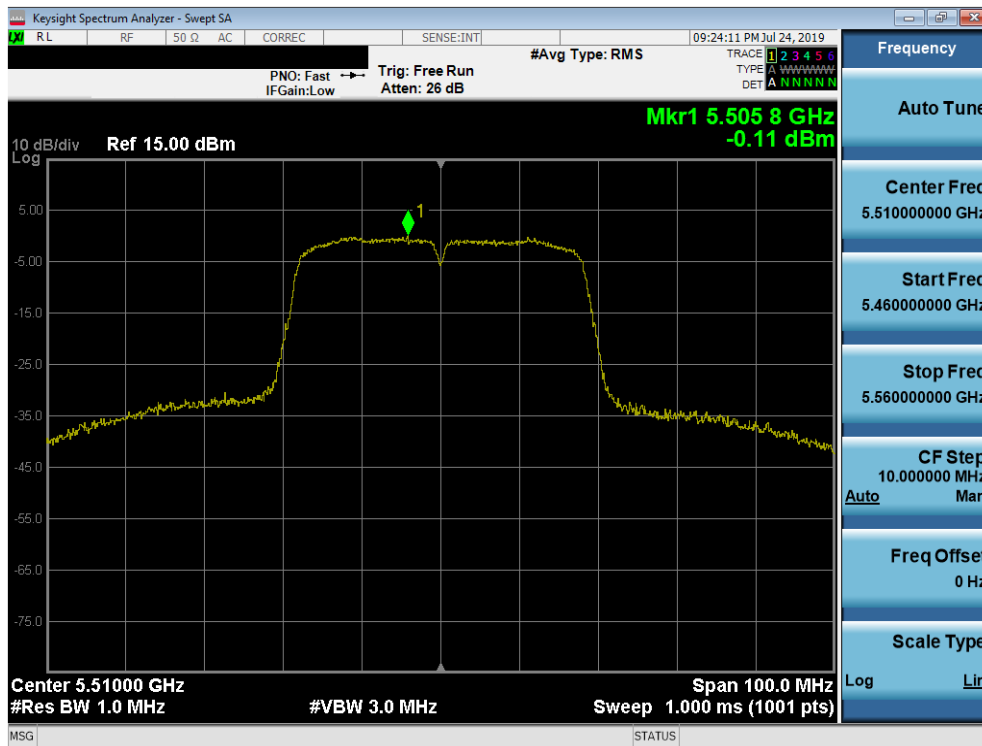 Keysight Spectrum Analyzer - Swept SA
LXI RL RF 50 Ω AC CORREC SENSE:INT 09:24:11 PM Jul 24, 2019
#Avg Type: RMS TRACE 1 2 3 4 5 6
PNO: Fast Trig: Free Run TYPE A WWWWW
IFGain:Low Atten: 26 dB DET A N N N N N
Mkr1 5.505 8 GHz
-0.11 dBm
10 dB/div Ref 15.00 dBm
Log
1
5.00
-5.00
-15.0
-25.0
-35.0
-45.0
-55.0
-65.0
-75.0
Center 5.51000 GHz Span 100.0 MHz
#Res BW 1.0 MHz #VBW 3.0 MHz Sweep 1.000 ms (1001 pts)
MSG STATUS
Frequency
Auto Tune
Center Freq
5.510000000 GHz
Start Freq
5.460000000 GHz
Stop Freq
5.560000000 GHz
CF Step
10.000000 MHz
Auto Man
Freq Offset
0 Hz
Scale Type
Log Lin